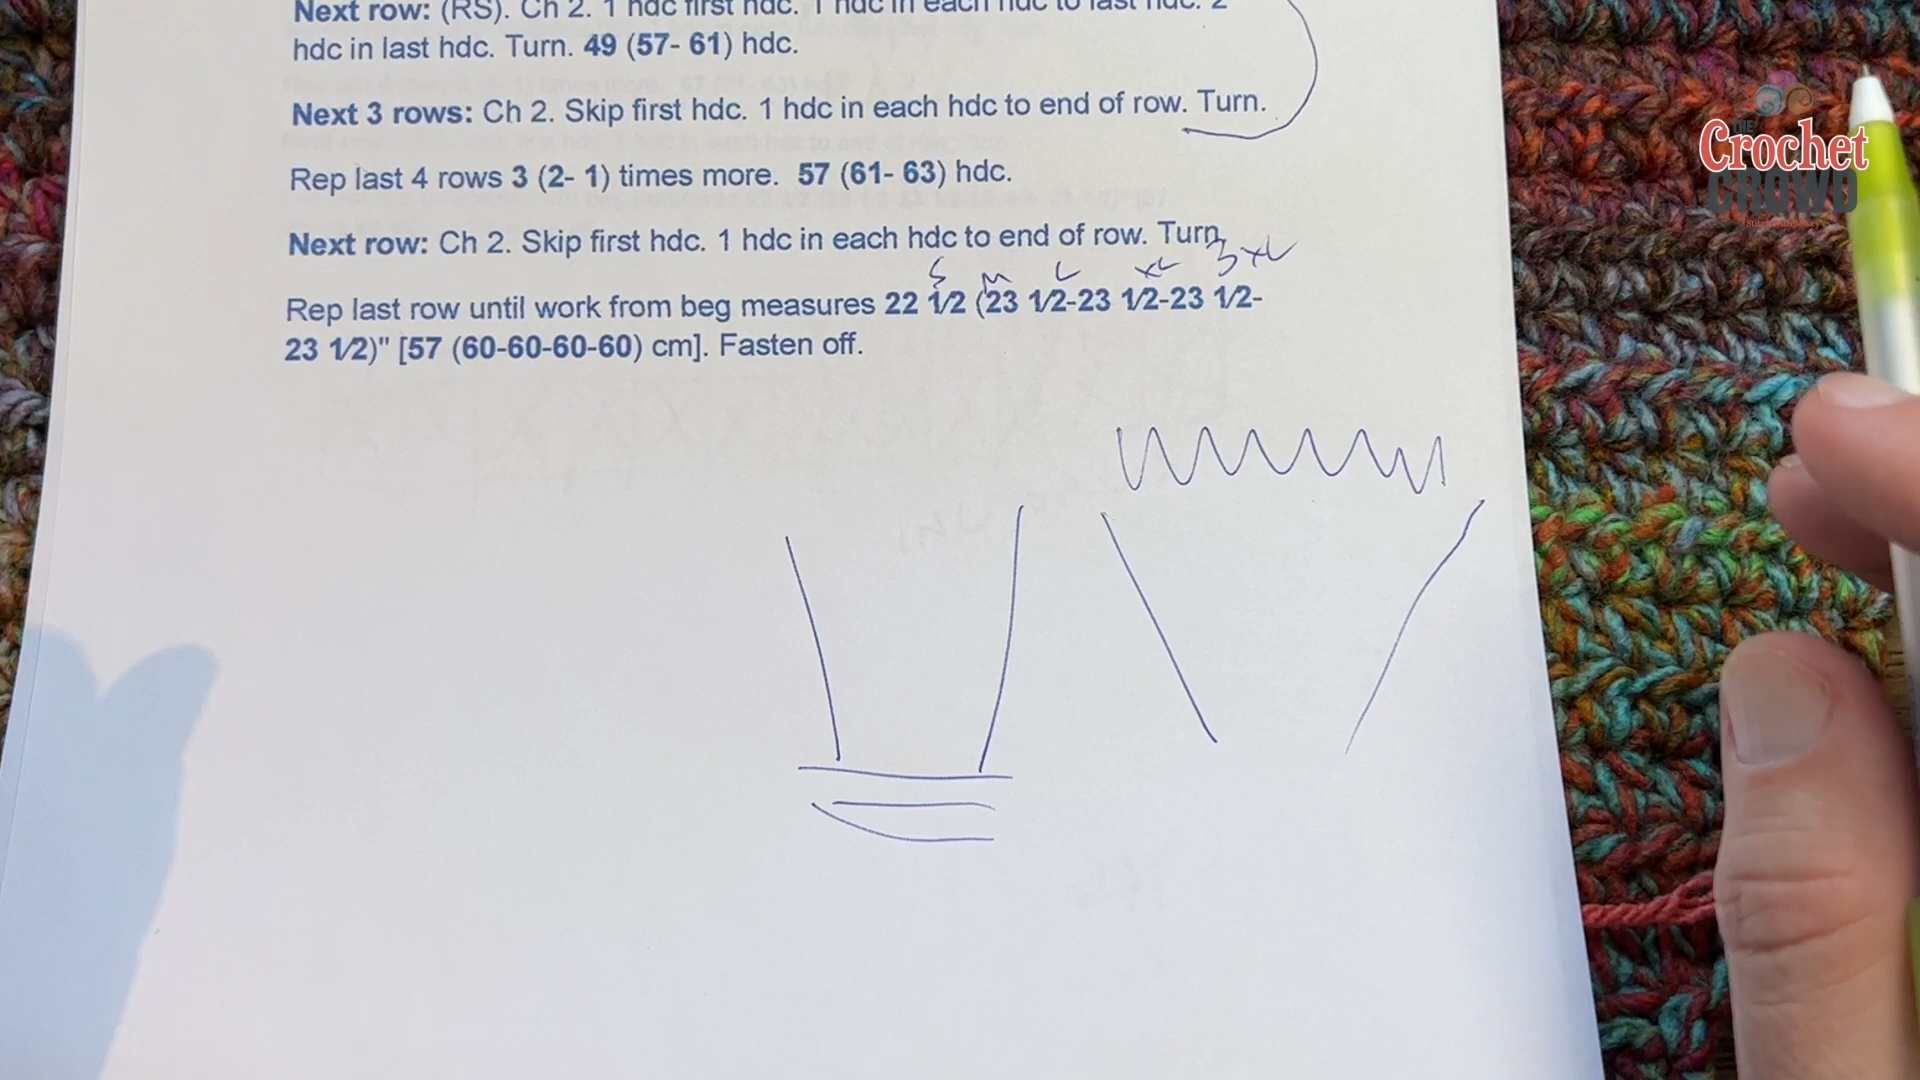 Next row: (RS). Ch 2. 1 hdc first hdc. 1 hdc in each hdc to last hdc. 2
hdc in last hdc. Turn. 49 (57- 61) hdc.
Next 3 rows: Ch 2. Skip first hdc. 1 hdc in each hdc to end of row. Turn.
Rep last 4 rows 3 (2- 1) times more. 57 (61- 63) hdc.
Next row: Ch 2. Skip first hdc. 1 hdc in each hdc to end of row. Turn
S M L XL 3XL
Rep last row until work from beg measures 22 1/2 (23 1/2-23 1/2-23 1/2-
23 1/2)" [57 (60-60-60-60) cm]. Fasten off.
THE
Crochet
CROWD